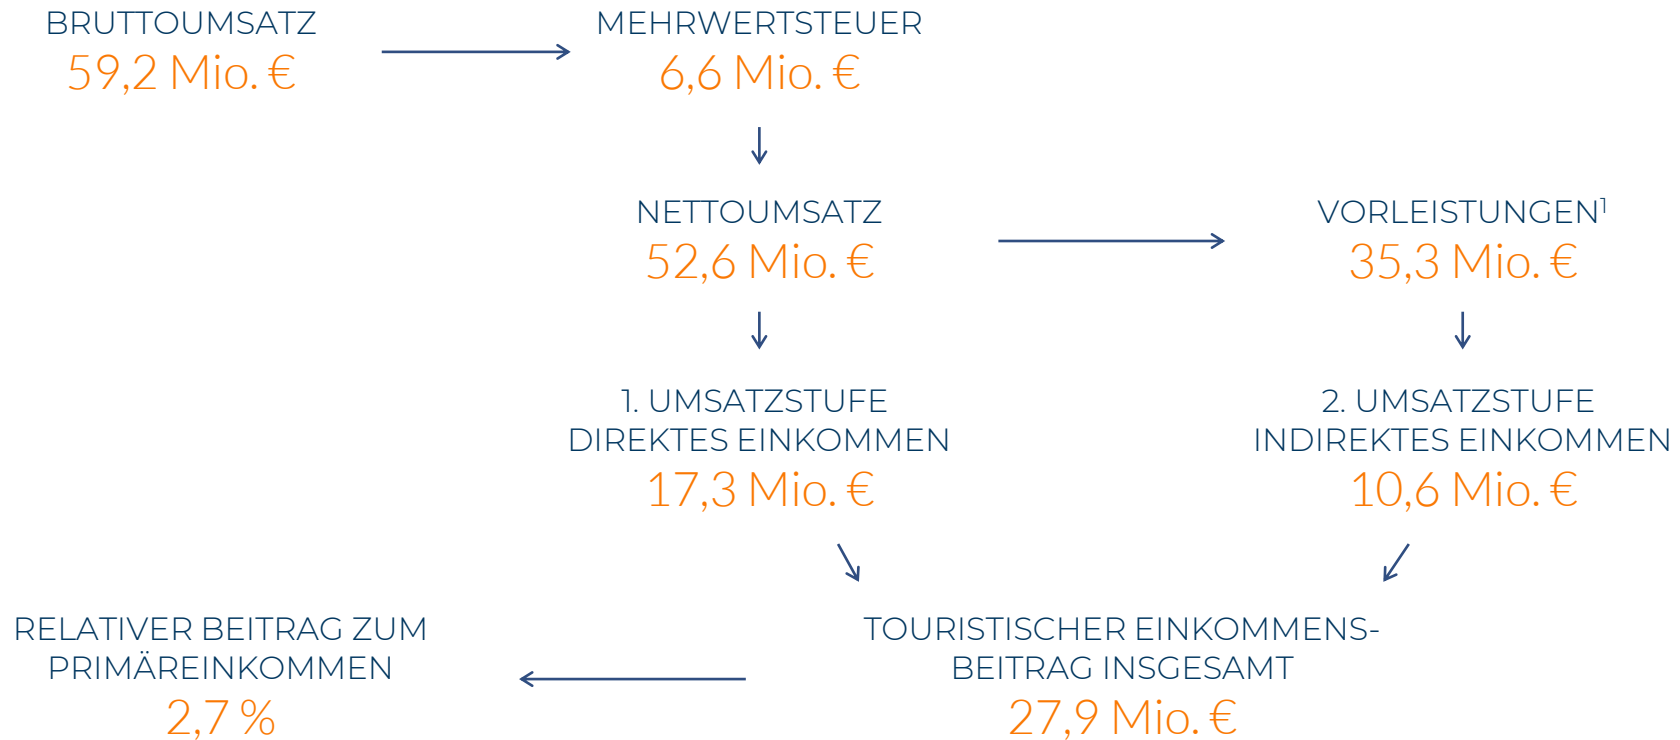 BRUTTOUMSATZ
59,2 Mio. €
MEHRWERTSTEUER
6,6 Mio. €
NETTOUMSATZ
52,6 Mio. €
VORLEISTUNGEN¹
35,3 Mio. €
1. UMSATZSTUFE
DIREKTES EINKOMMEN
17,3 Mio. €
2. UMSATZSTUFE
INDIREKTES EINKOMMEN
10,6 Mio. €
RELATIVER BEITRAG ZUM
PRIMÄREINKOMMEN
2,7 %
TOURISTISCHER EINKOMMENS-
BEITRAG INSGESAMT
27,9 Mio. €